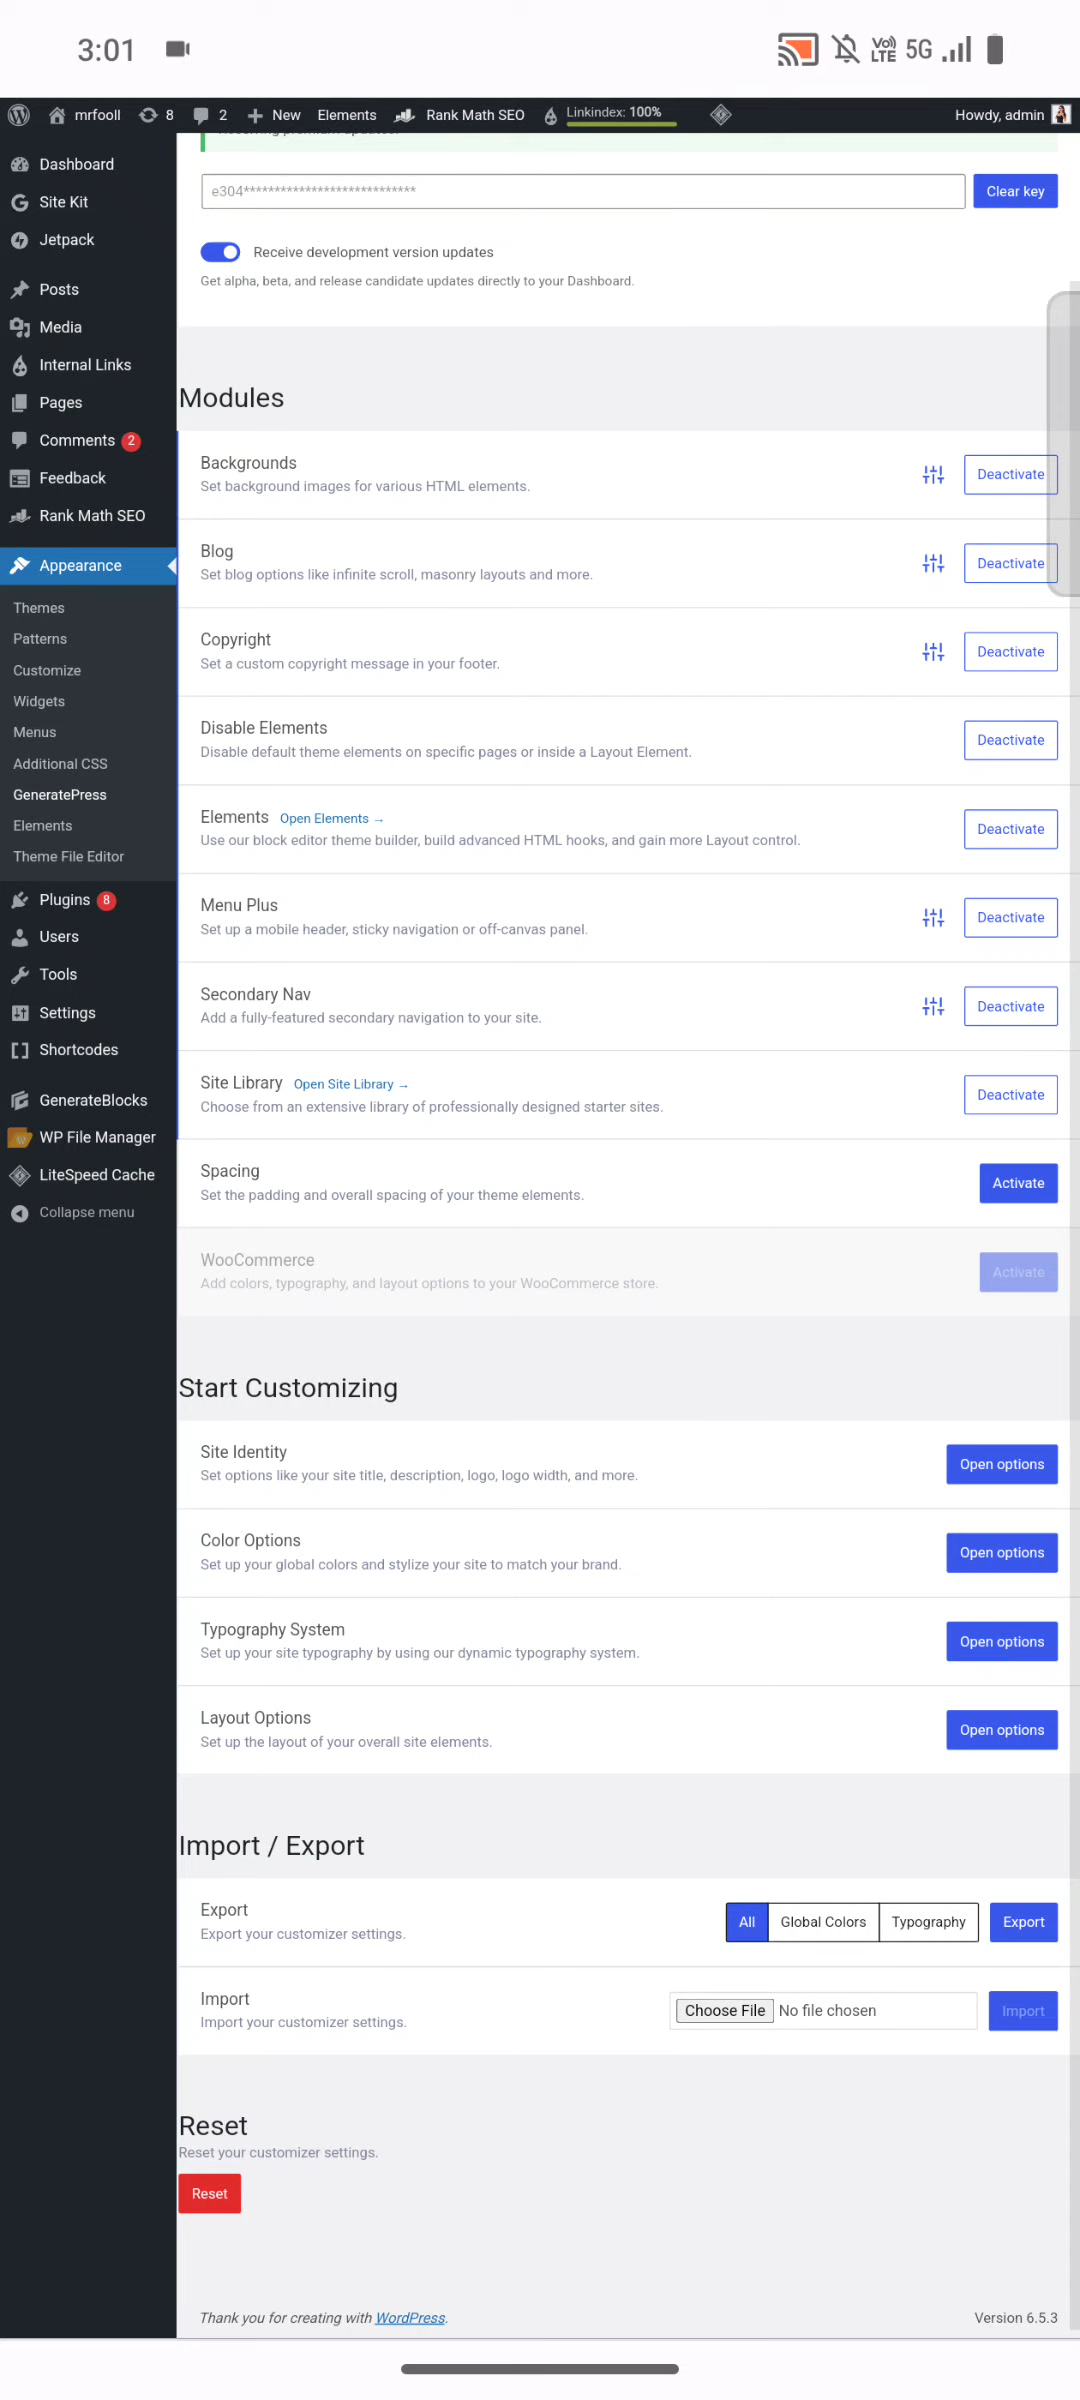 3:01
Vo)
LTE
5G
mrfooll
8
2
New
Elements
Rank Math SEO
Linkindex: 100%
Howdy, admin
Dashboard
Site Kit
Jetpack
Posts
Media
Internal Links
Pages
Comments 2
Feedback
Rank Math SEO
Appearance
Themes
Patterns
Customize
Widgets
Menus
Additional CSS
GeneratePress
Elements
Theme File Editor
Plugins 8
Users
Tools
Settings
Shortcodes
GenerateBlocks
WP File Manager
LiteSpeed Cache
Collapse menu
e304****************************
Clear key
Receive development version updates
Get alpha, beta, and release candidate updates directly to your Dashboard.
Modules
Backgrounds
Set background images for various HTML elements.
Deactivate
Blog
Set blog options like infinite scroll, masonry layouts and more.
Deactivate
Copyright
Set a custom copyright message in your footer.
Deactivate
Disable Elements
Disable default theme elements on specific pages or inside a Layout Element.
Deactivate
Elements Open Elements →
Use our block editor theme builder, build advanced HTML hooks, and gain more Layout control.
Deactivate
Menu Plus
Set up a mobile header, sticky navigation or off-canvas panel.
Deactivate
Secondary Nav
Add a fully-featured secondary navigation to your site.
Deactivate
Site Library Open Site Library →
Choose from an extensive library of professionally designed starter sites.
Deactivate
Spacing
Set the padding and overall spacing of your theme elements.
Activate
WooCommerce
Add colors, typography, and layout options to your WooCommerce store.
Activate
Start Customizing
Site Identity
Set options like your site title, description, logo, logo width, and more.
Open options
Color Options
Set up your global colors and stylize your site to match your brand.
Open options
Typography System
Set up your site typography by using our dynamic typography system.
Open options
Layout Options
Set up the layout of your overall site elements.
Open options
Import / Export
Export
Export your customizer settings.
All
Global Colors
Typography
Export
Import
Import your customizer settings.
Choose File No file chosen
Import
Reset
Reset your customizer settings.
Reset
Thank you for creating with WordPress.
Version 6.5.3